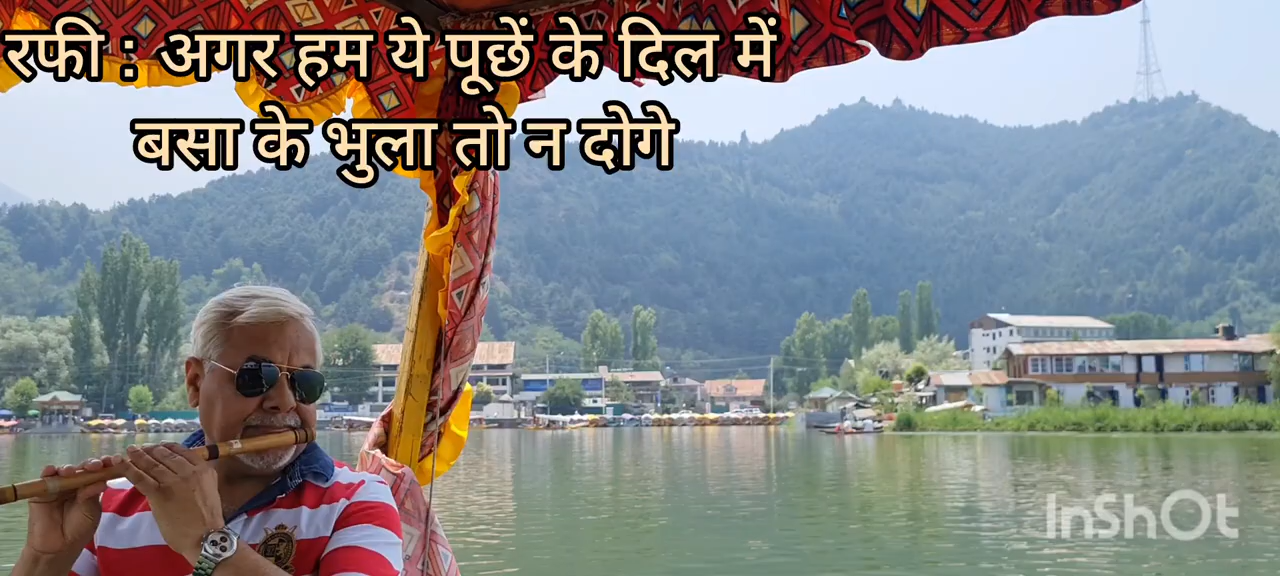 रफी : अगर हम ये पूछें के दिल में
बसा के भुला तो न दोगे
InShOt